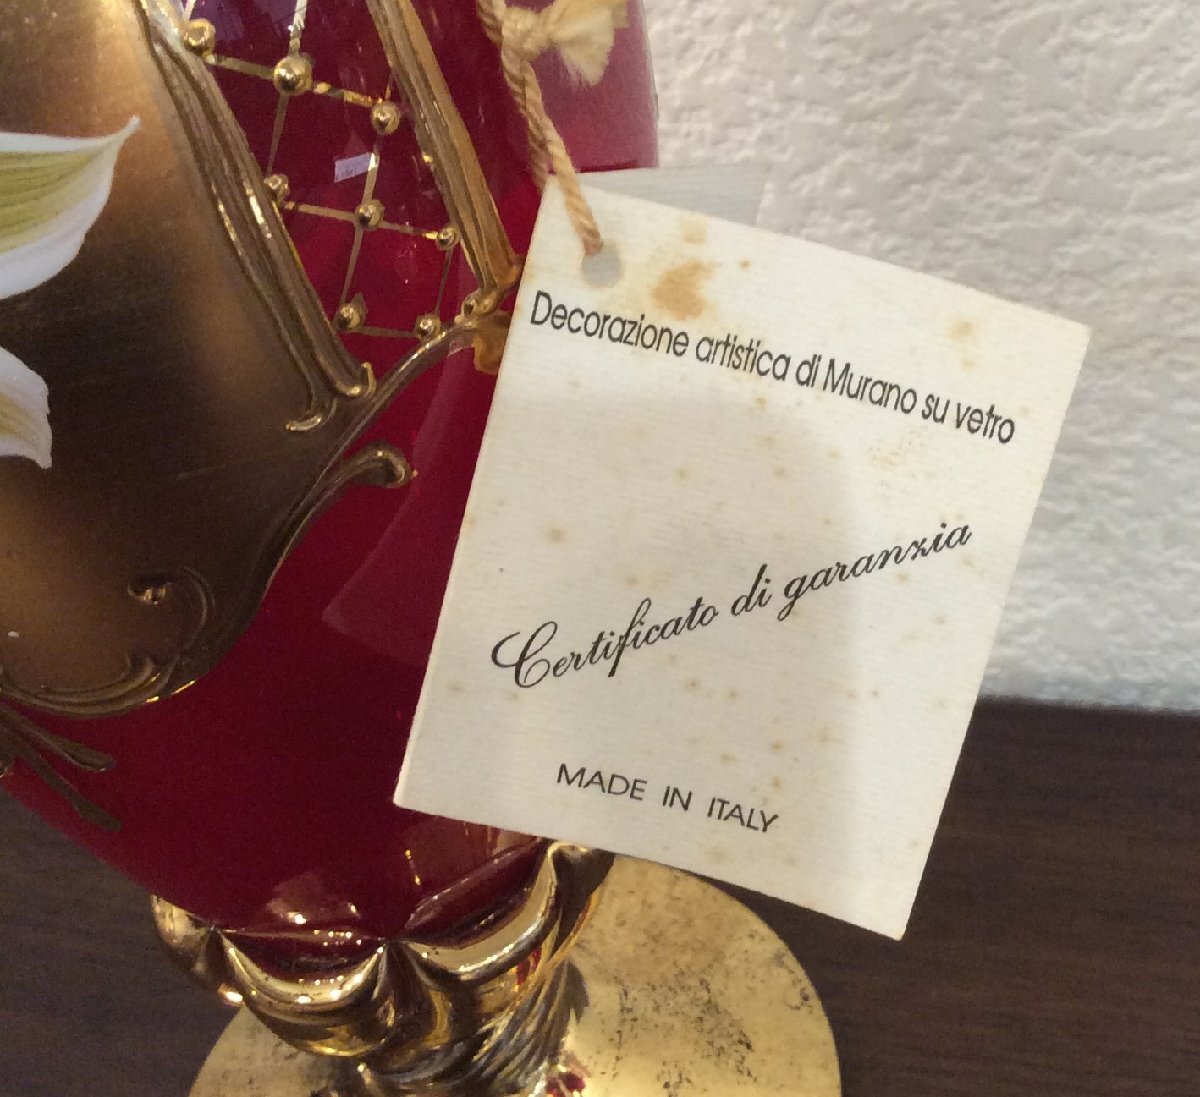 Decorazione artistica di Murano su vetro
Certificato di garanzia
MADE IN ITALY